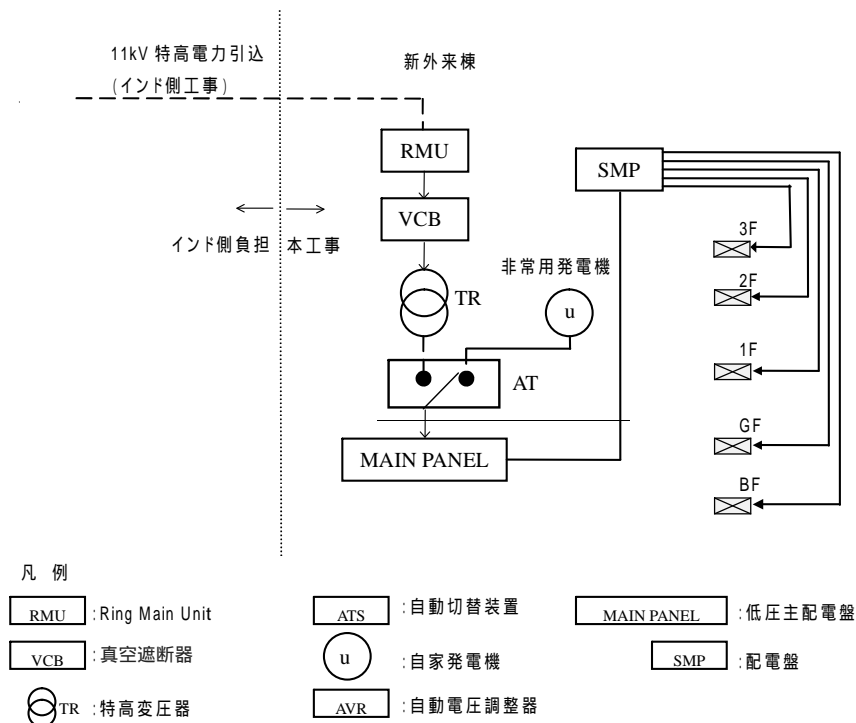 11kV 特高電力引込
(インド側工事)
新外来棟
RMU
SMP
VCB
インド側負担 本工事
3F
非常用発電機
2F
TR
u
1F
AT
GF
MAIN PANEL
BF
凡 例
RMU :Ring Main Unit
ATS :自動切替装置
MAIN PANEL :低圧主配電盤
VCB :真空遮断器
u :自家発電機
SMP :配電盤
TR :特高変圧器
AVR :自動電圧調整器